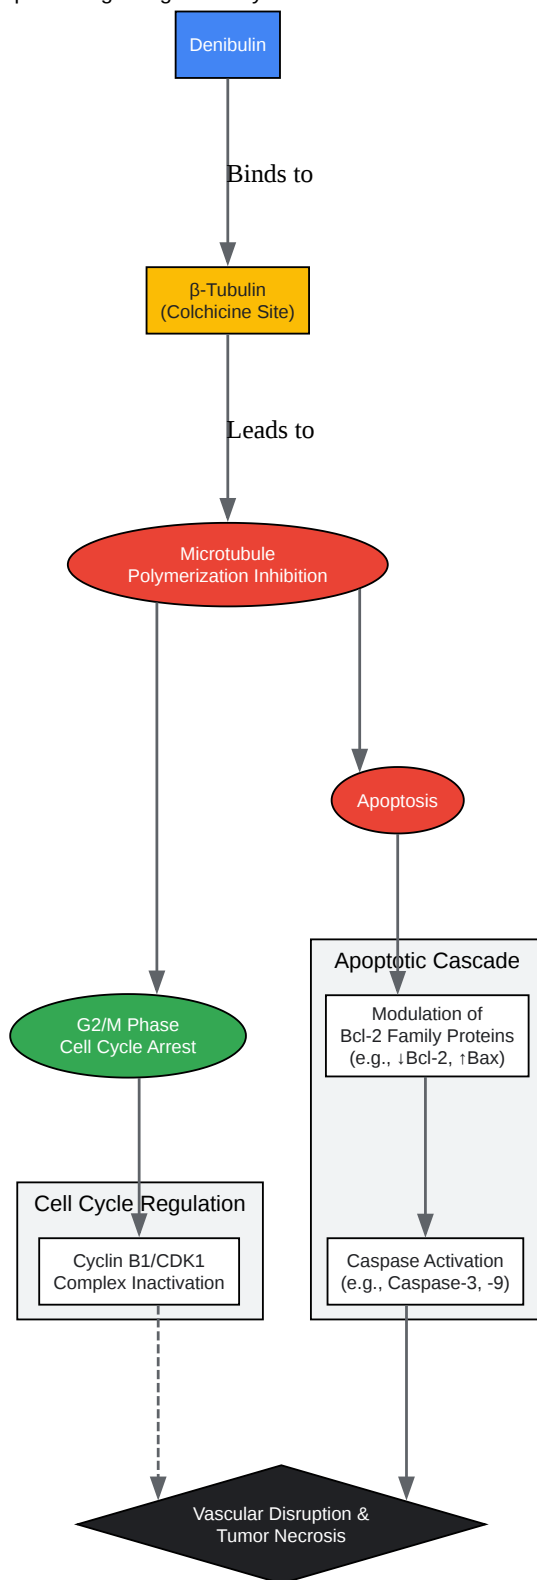 Denibulin
Binds to
β-Tubulin
(Colchicine Site)
Leads to
Microtubule
Polymerization Inhibition
Apoptosis
Apoptotic Cascade
Modulation of
Bcl-2 Family Proteins
(e.g., ↓Bcl-2, ↑Bax)
G2/M Phase
Cell Cycle Arrest
Cell Cycle Regulation
Cyclin B1/CDK1
Complex Inactivation
Caspase Activation
(e.g., Caspase-3, -9)
Vascular Disruption &
Tumor Necrosis